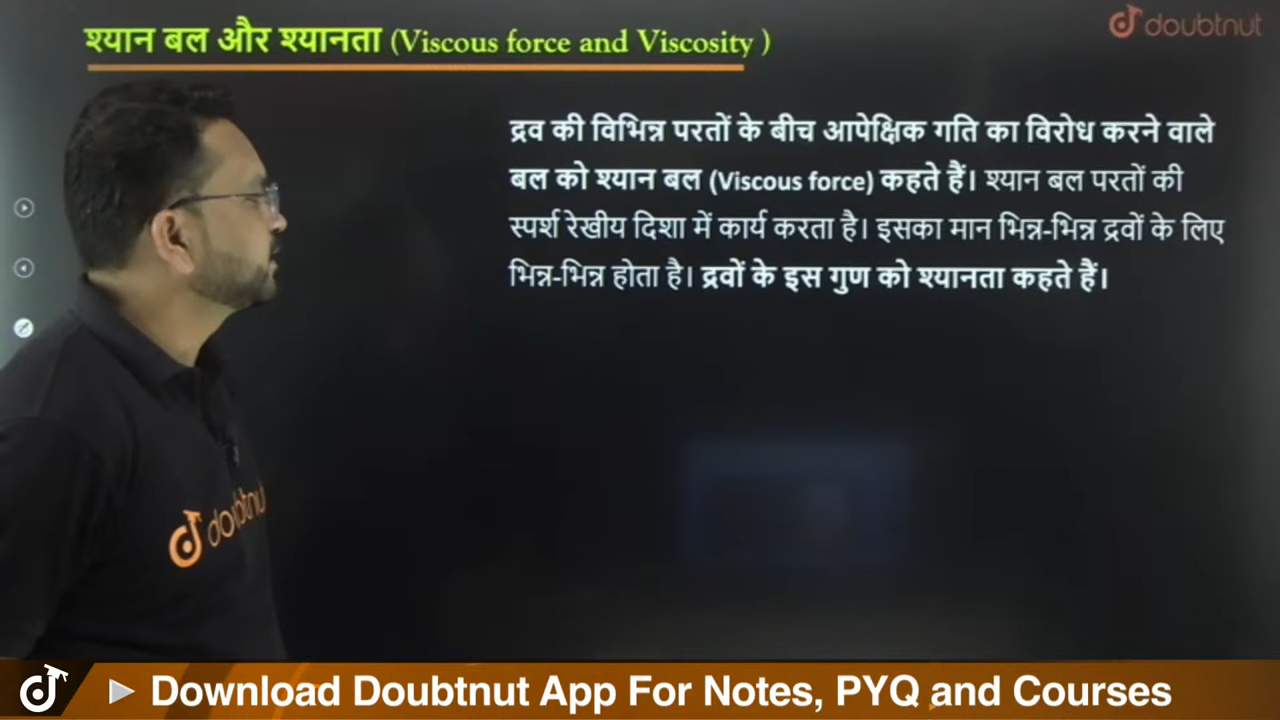 श्यान बल और श्यानता (Viscous force and Viscosity )
doubtnut
द्रव की विभिन्न परतों के बीच आपेक्षिक गति का विरोध करने वाले
बल को श्यान बल (Viscous force) कहते हैं। श्यान बल परतों की
स्पर्श रेखीय दिशा में कार्य करता है। इसका मान भिन्न-भिन्न द्रवों के लिए
भिन्न-भिन्न होता है। द्रवों के इस गुण को श्यानता कहते हैं।
doubtnut
Download Doubtnut App For Notes, PYQ and Courses